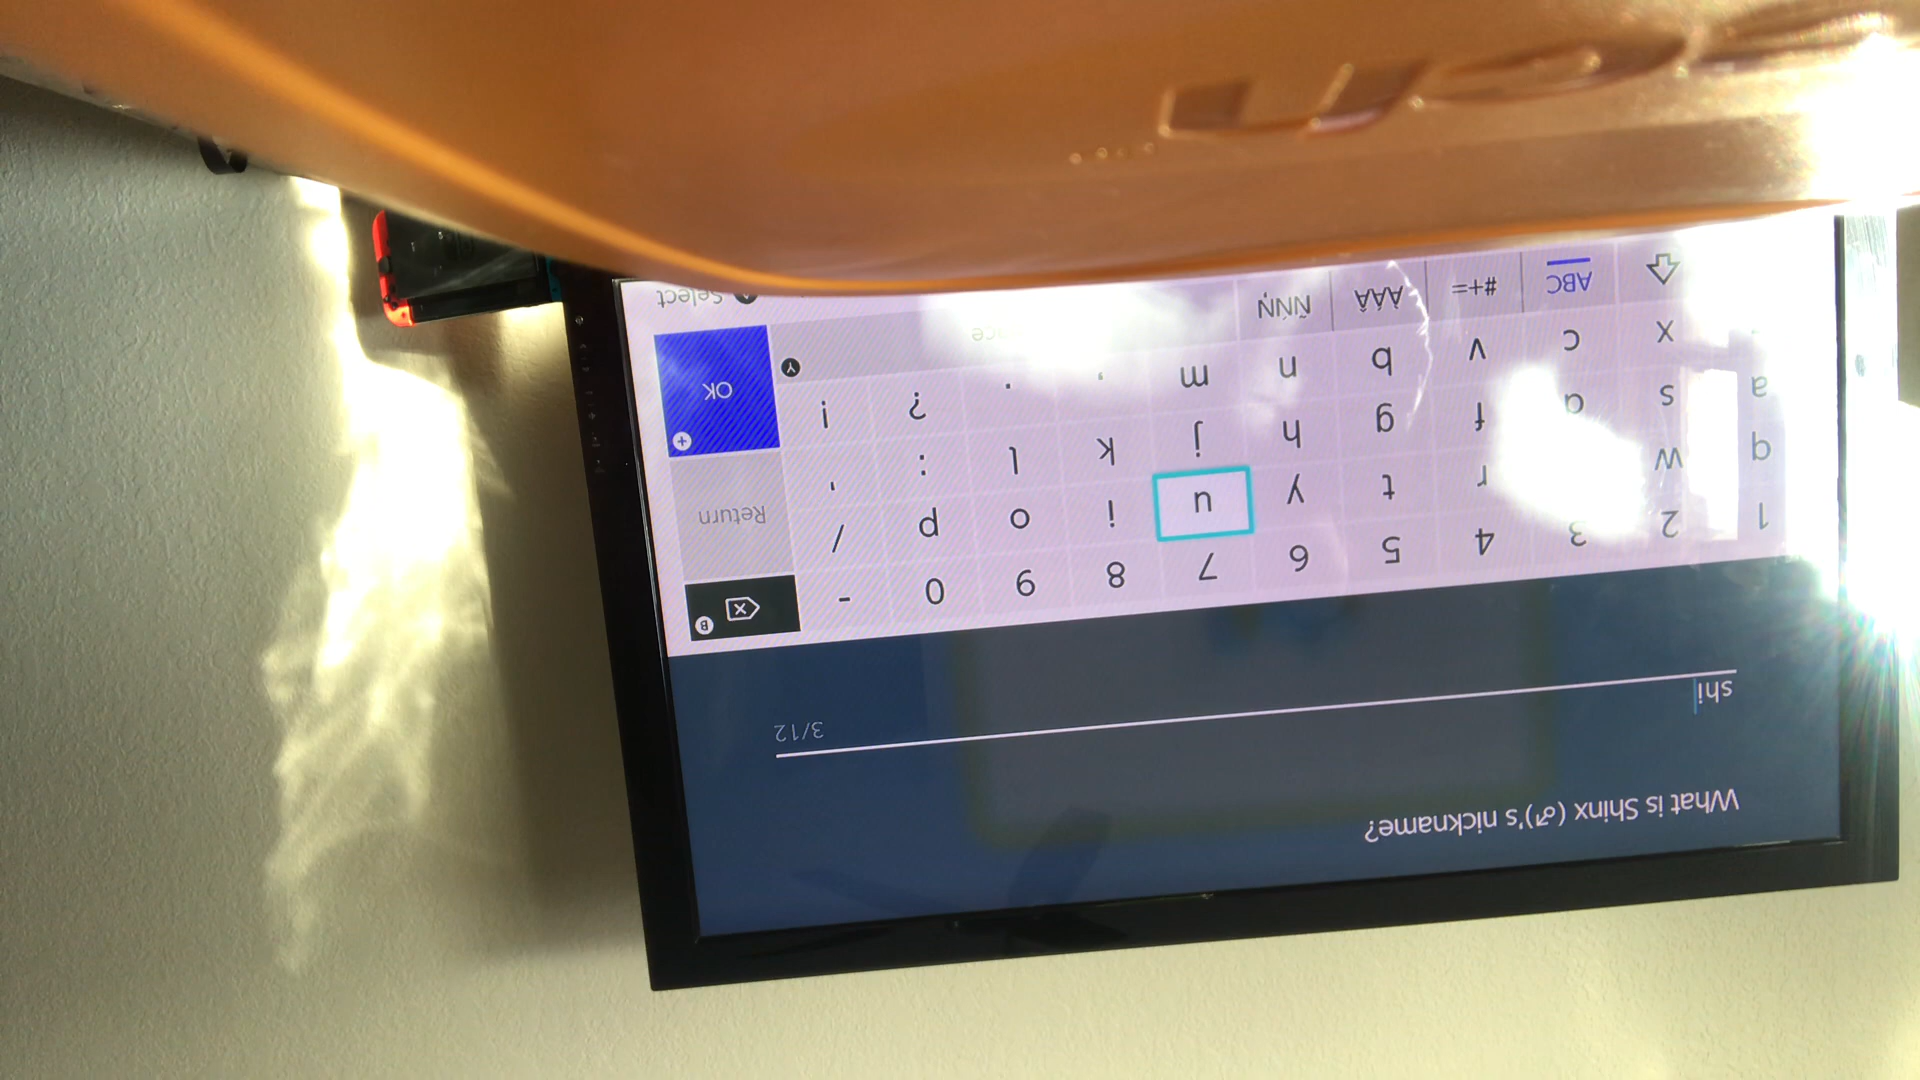 What is Shinx (♂)'s nickname?
shi
3/12
1 2 3 4 5 6 7 8 9 0 - B
q w r t y u i o p / Return
a s d f g h j k l : '
x c v b n m , . ? ! + OK
ABC #+= ÀÁÂ ÑŃŅ Y
Select